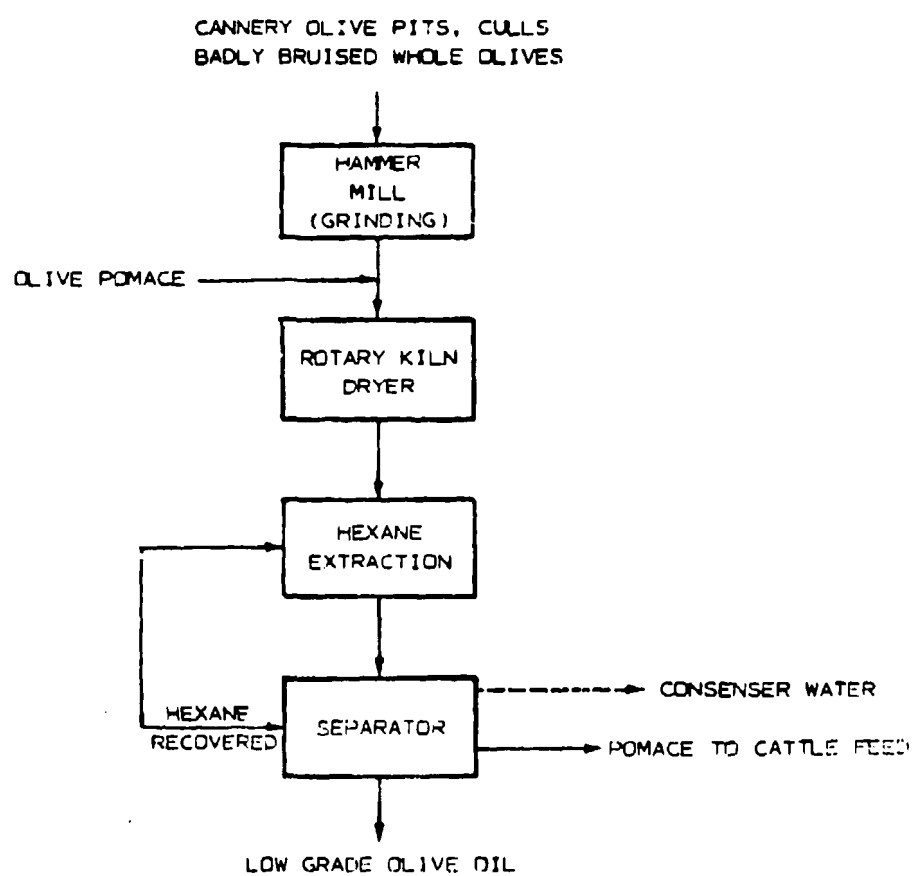 CANNERY OLIVE PITS, CULLS
BADLY BRUISED WHOLE OLIVES
HAMMER
MILL
(GRINDING)
OLIVE POMACE
ROTARY KILN
DRYER
HEXANE
EXTRACTION
CONSENSER WATER
HEXANE
RECOVERED
SEPARATOR
POMACE TO CATTLE FEED
LOW GRADE OLIVE OIL